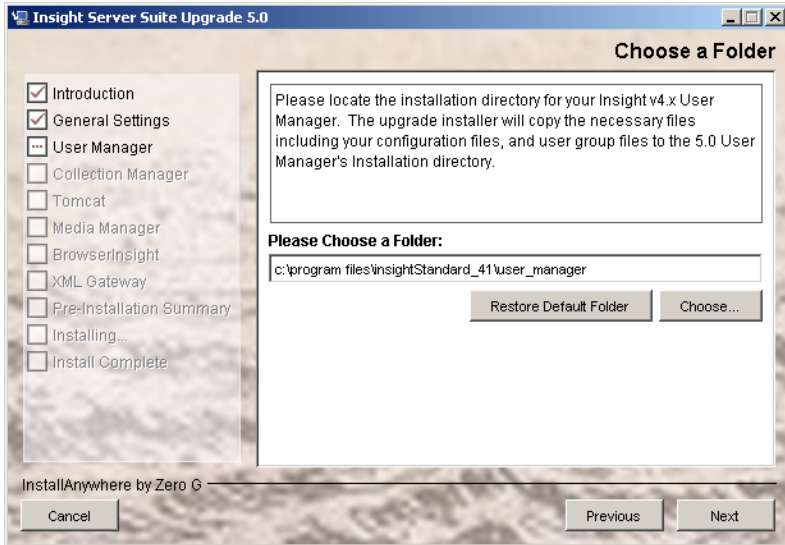 Insight Server Suite Upgrade 5.0
Choose a Folder
Introduction
General Settings
User Manager
Collection Manager
Tomcat
Media Manager
BrowserInsight
XML Gateway
Pre-Installation Summary
Installing...
Install Complete
Please locate the installation directory for your Insight v4.x User
Manager. The upgrade installer will copy the necessary files
including your configuration files, and user group files to the 5.0 User
Manager's Installation directory.
Please Choose a Folder:
c:\program files\insightStandard_41\user_manager
Restore Default Folder
Choose...
InstallAnywhere by Zero G
Cancel
Previous
Next